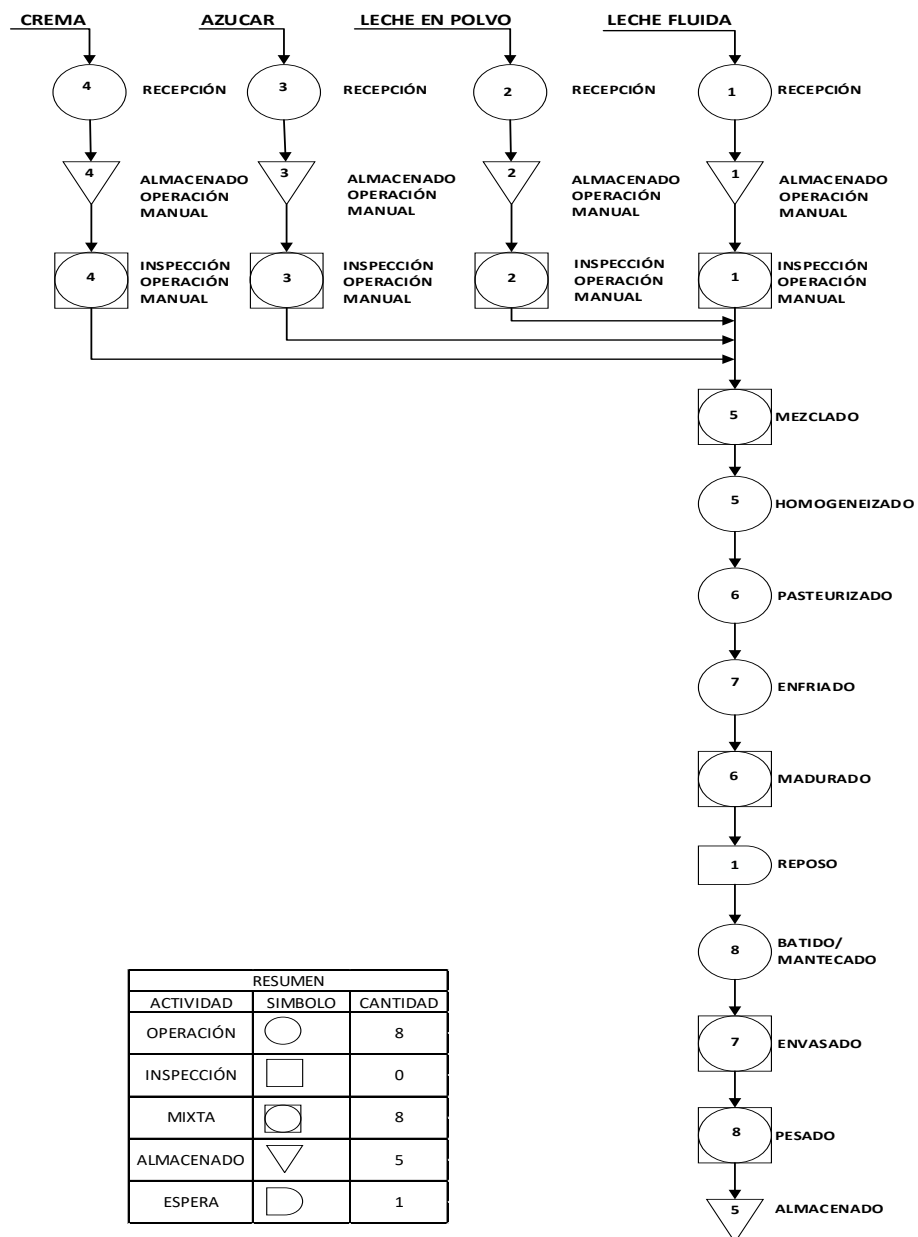 CREMA
AZUCAR
LECHE EN POLVO
LECHE FLUIDA
4
RECEPCIÓN
3
RECEPCIÓN
2
RECEPCIÓN
1
RECEPCIÓN
4
ALMACENADO
OPERACIÓN
MANUAL
3
ALMACENADO
OPERACIÓN
MANUAL
2
ALMACENADO
OPERACIÓN
MANUAL
1
ALMACENADO
OPERACIÓN
MANUAL
4
INSPECCIÓN
OPERACIÓN
MANUAL
3
INSPECCIÓN
OPERACIÓN
MANUAL
2
INSPECCIÓN
OPERACIÓN
MANUAL
1
INSPECCIÓN
OPERACIÓN
MANUAL
5
MEZCLADO
5
HOMOGENEIZADO
6
PASTEURIZADO
7
ENFRIADO
6
MADURADO
1
REPOSO
8
BATIDO/
MANTECADO
7
ENVASADO
8
PESADO
5
ALMACENADO
RESUMEN
ACTIVIDAD SIMBOLO CANTIDAD
OPERACIÓN 8
INSPECCIÓN 0
MIXTA 8
ALMACENADO 5
ESPERA 1